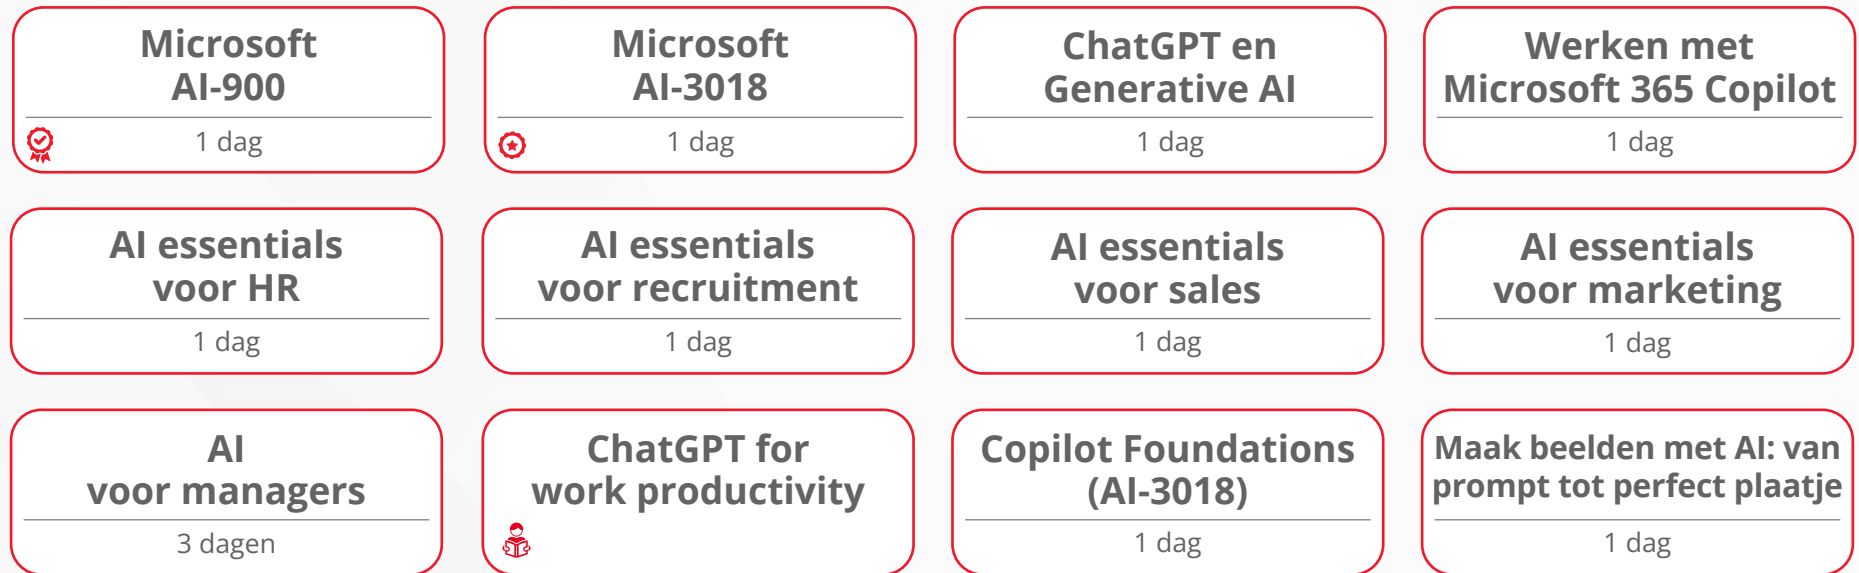 Microsoft
AI-900
1 dag
Microsoft
AI-3018
1 dag
ChatGPT en
Generative AI
1 dag
Werken met
Microsoft 365 Copilot
1 dag
AI essentials
voor HR
1 dag
AI essentials
voor recruitment
1 dag
AI essentials
voor sales
1 dag
AI essentials
voor marketing
1 dag
AI
voor managers
3 dagen
ChatGPT for
work productivity
Copilot Foundations
(AI-3018)
1 dag
Maak beelden met AI: van
prompt tot perfect plaatje
1 dag